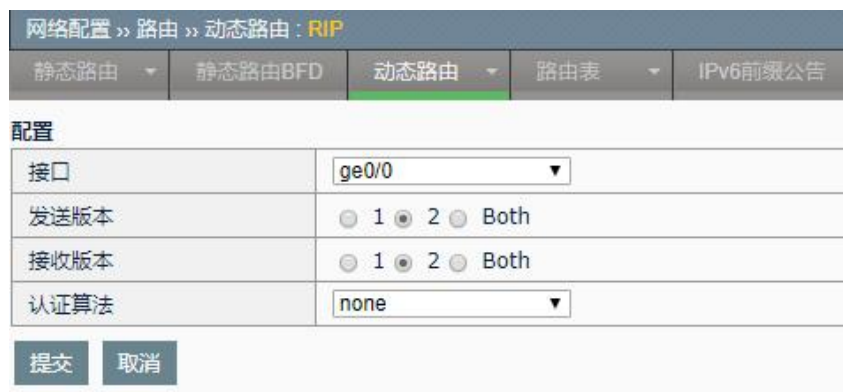 网络配置 » 路由 » 动态路由 : RIP
静态路由 静态路由BFD 动态路由 路由表 IPv6前缀公告
配置
接口 ge0/0
发送版本 1 2 Both
接收版本 1 2 Both
认证算法 none
提交 取消